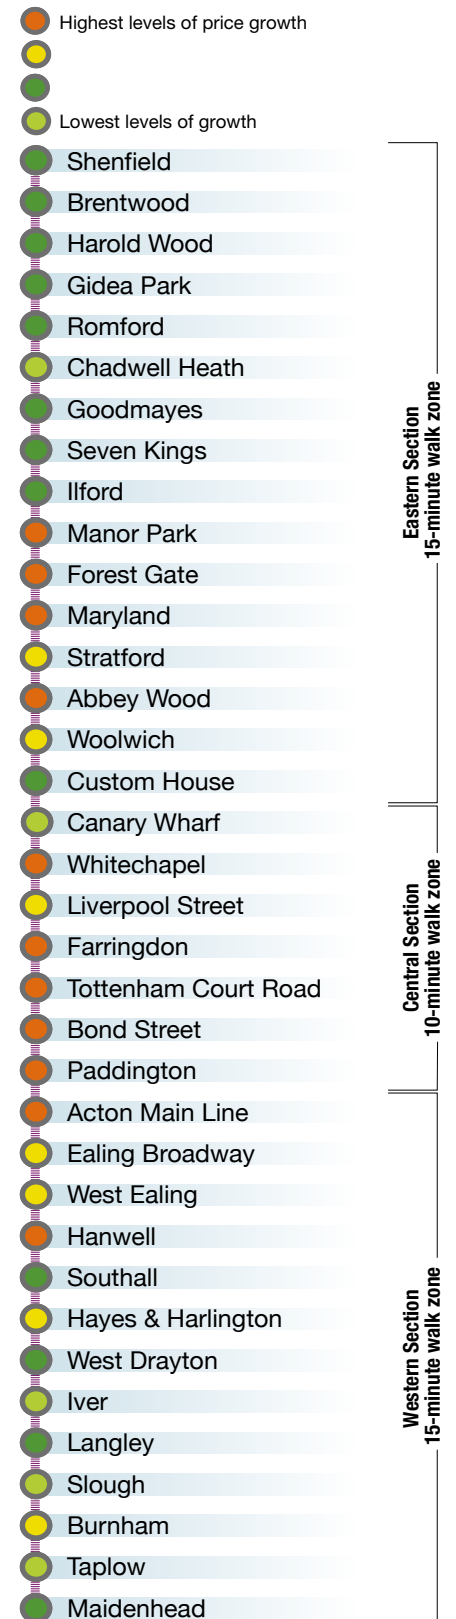 Highest levels of price growth
Lowest levels of growth
Shenfield
Brentwood
Harold Wood
Gidea Park
Romford
Chadwell Heath
Goodmayes
Seven Kings
Ilford
Manor Park
Forest Gate
Maryland
Stratford
Abbey Wood
Woolwich
Custom House
Eastern Section
15-minute walk zone
Canary Wharf
Whitechapel
Liverpool Street
Farringdon
Tottenham Court Road
Bond Street
Paddington
Central Section
10-minute walk zone
Acton Main Line
Ealing Broadway
West Ealing
Hanwell
Southall
Hayes & Harlington
West Drayton
Iver
Langley
Slough
Burnham
Taplow
Maidenhead
Western Section
15-minute walk zone